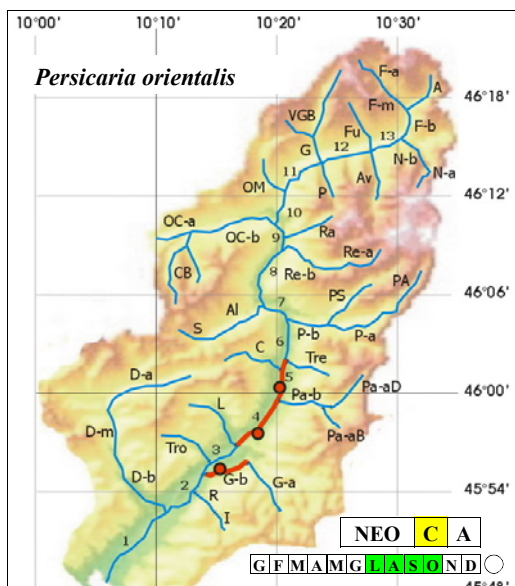 10°00' 10°10' 10°20' 10°30'
Persicaria orientalis
F-a
A
46°18'
VGB
F-m
F-b
Fu
13
G
12
N-b
11
N-a
OM
P
Av
46°12'
10
OC-a
Ra
OC-b
9
Re-a
8
Re-b
CB
PA
PS
46°06'
7
Al
S
P-b
P-a
6
C
Tre
D-a
5
46°00'
Pa-b
Pa-aD
L
4
D-m
Pa-aB
Tro
3
D-b
G-b
G-a
45°54'
2
R
I
1
NEO C A
G F M A M G L A S O N D
45°48'